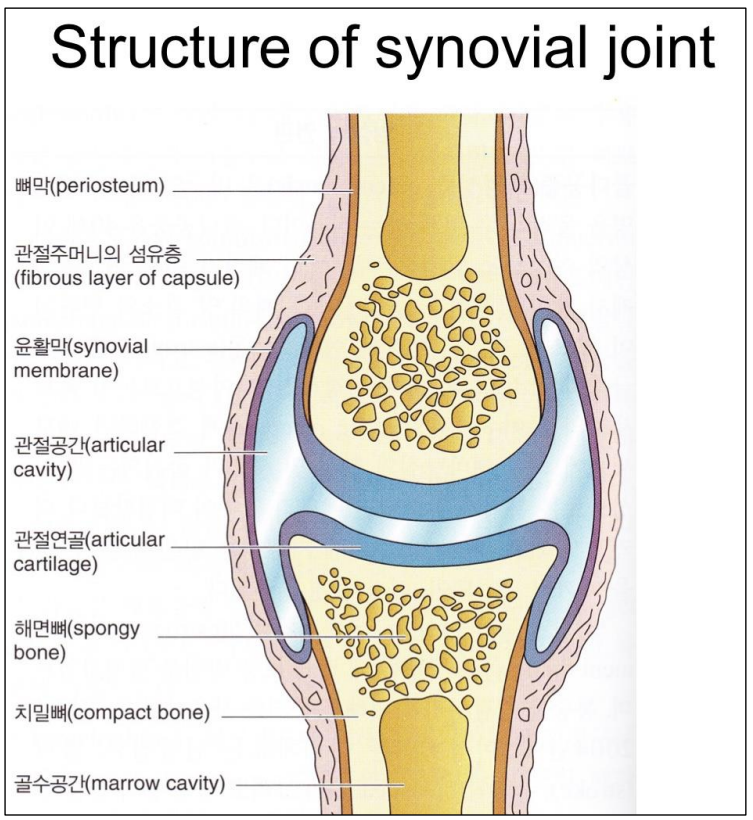 Structure of synovial joint
뼈막(periosteum)
관절주머니의 섬유층
(fibrous layer of capsule)
윤활막(synovial
membrane)
관절공간(articular
cavity)
관절연골(articular
cartilage)
해면뼈(spongy
bone)
치밀뼈(compact bone)
골수공간(marrow cavity)